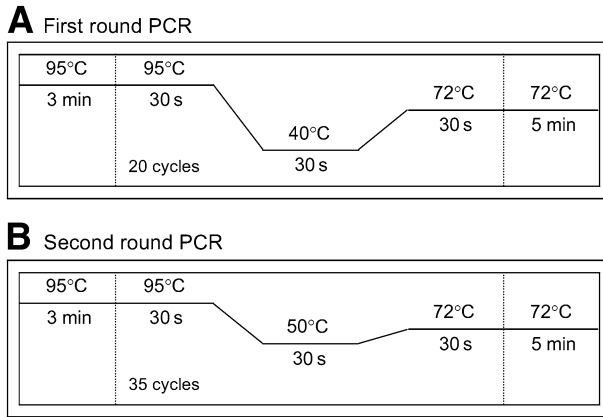 A First round PCR
95°C 95°C
72°C 72°C
3 min 30 s
30 s 5 min
40°C
30 s
20 cycles
B Second round PCR
95°C 95°C
72°C 72°C
3 min 30 s
50°C
30 s 5 min
30 s
35 cycles